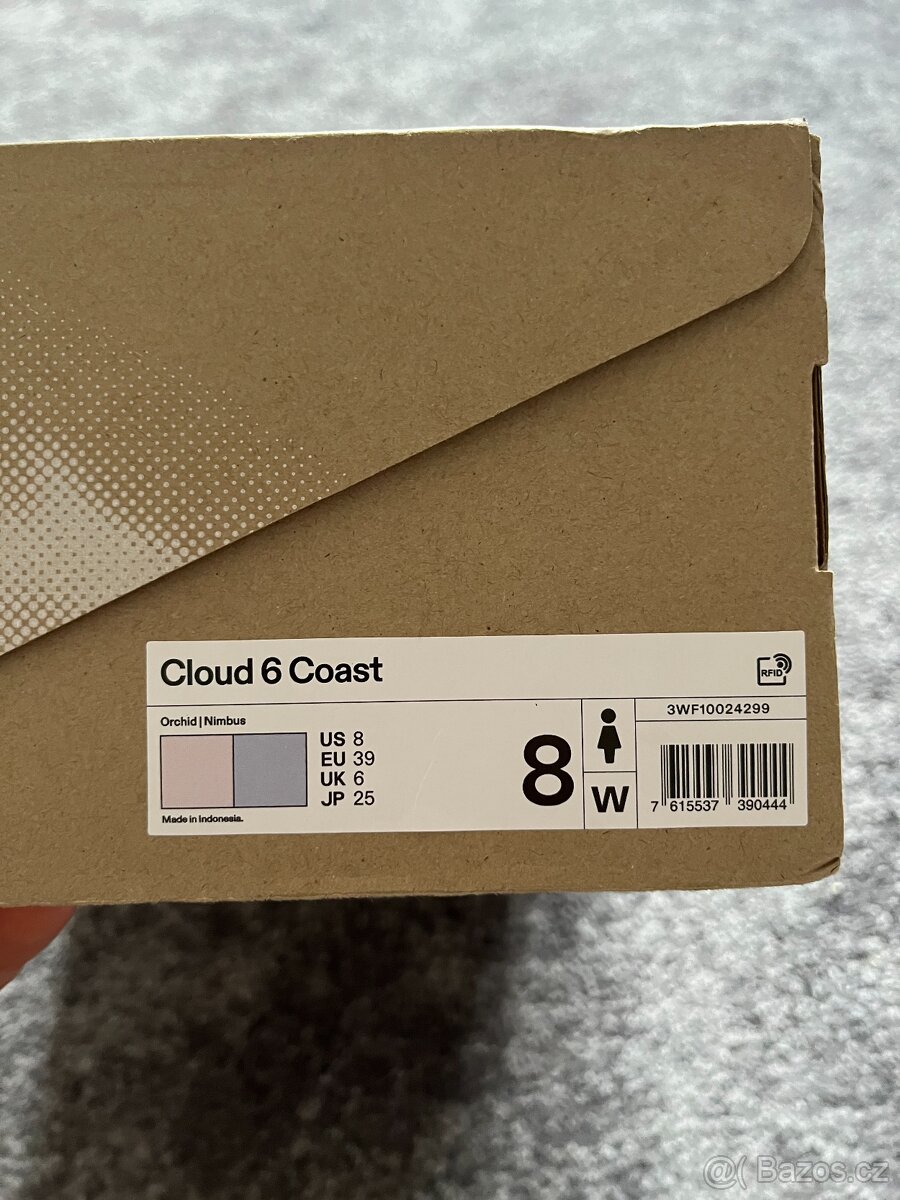 Cloud 6 Coast
RFID
Orchid | Nimbus
3WF10024299
US 8
EU 39
UK 6
JP 25
8
W
7 615537 390444
Made in Indonesia.
@( Bazos.cz